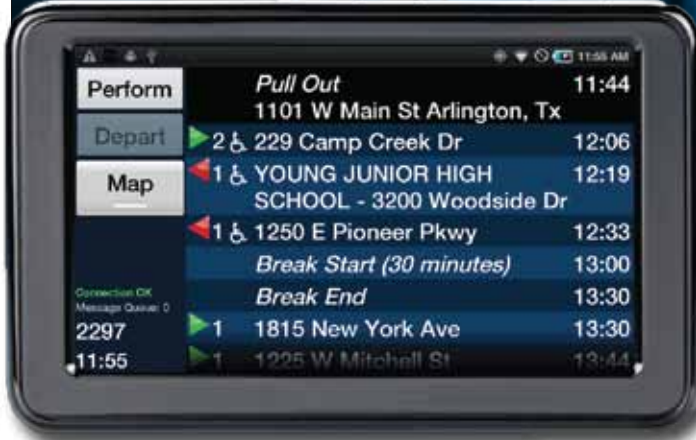 11:55 AM
Perform
Depart
Map
Connection OK
Message Queue: 0
2297
11:55
Pull Out 11:44
1101 W Main St Arlington, Tx
2 229 Camp Creek Dr 12:06
1 YOUNG JUNIOR HIGH 12:19
SCHOOL - 3200 Woodside Dr
1 1250 E Pioneer Pkwy 12:33
Break Start (30 minutes) 13:00
Break End 13:30
1 1815 New York Ave 13:30
1 1225 W Mitchell St 13:44